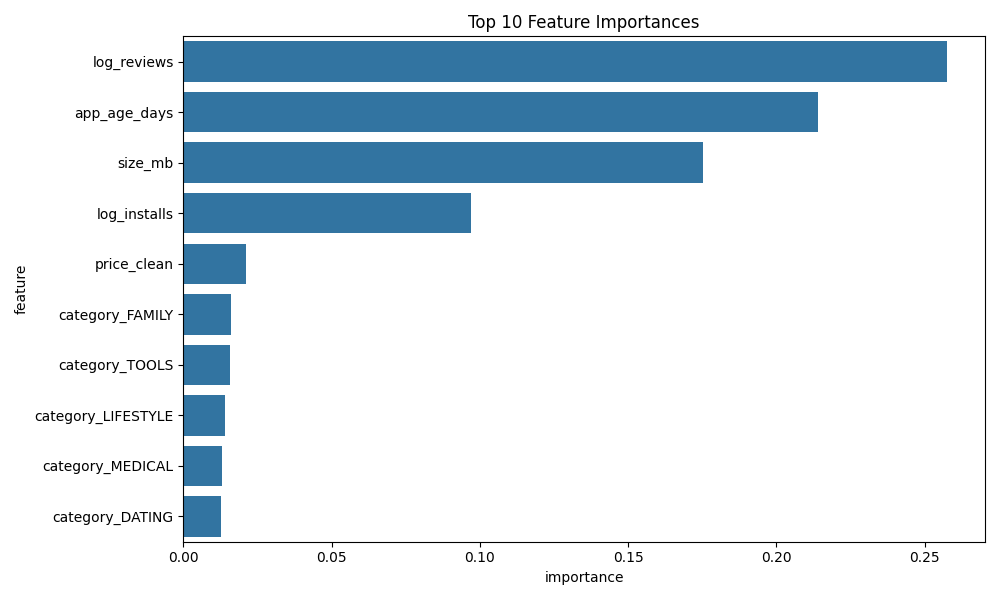 Top 10 Feature Importances
log_reviews
app_age_days
size_mb
log_installs
price_clean
category_FAMILY
category_TOOLS
category_LIFESTYLE
category_MEDICAL
category_DATING
feature
0.00 0.05 0.10 0.15 0.20 0.25
importance